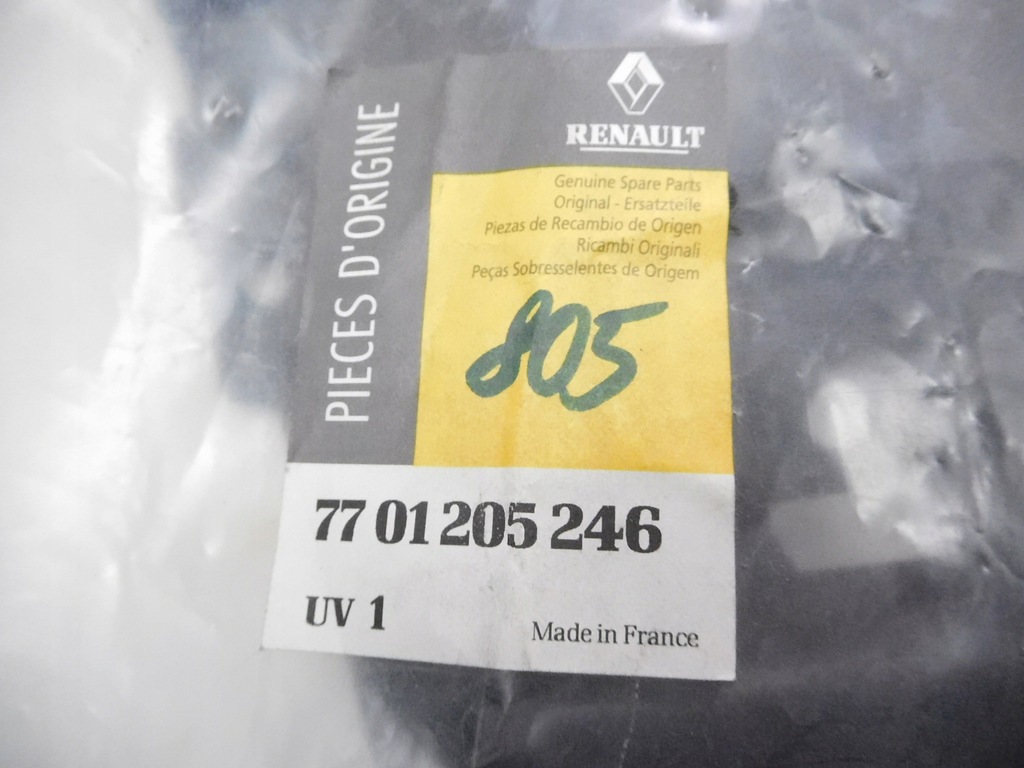 RENAULT
PIECES D'ORIGINE
Genuine Spare Parts
Original - Ersatzteile
Piezas de Recambio de Origen
Ricambi Originali
Peças Sobresselentes de Origem
805
77 01 205 246
UV 1
Made in France